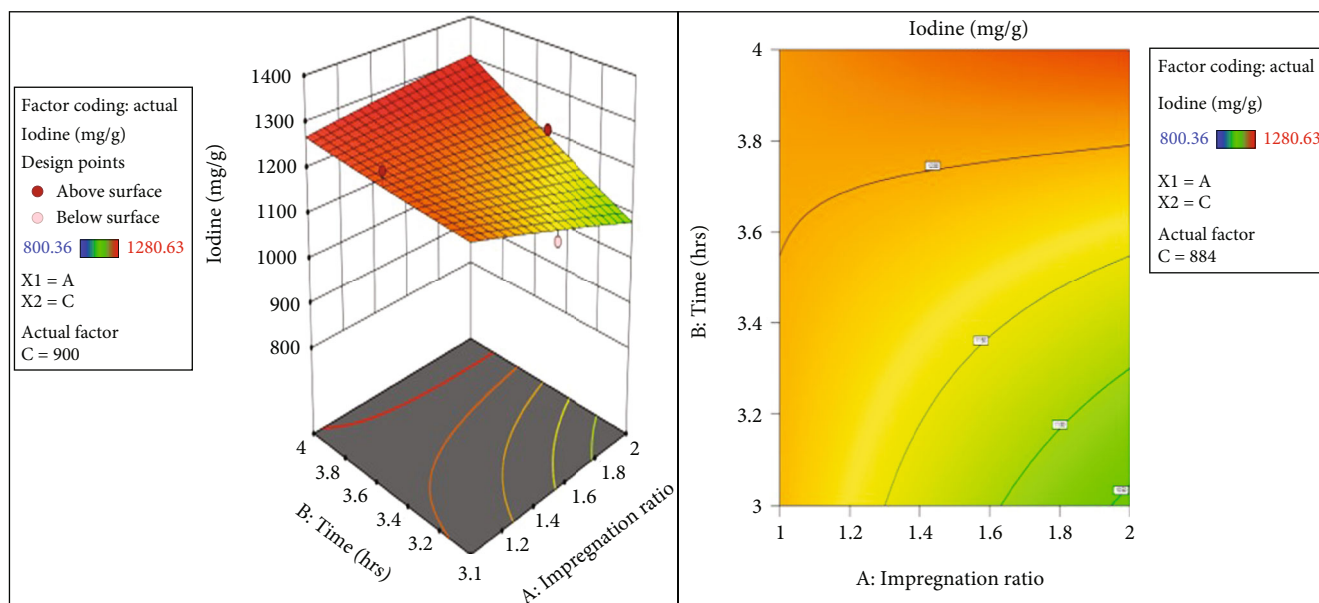 Factor coding: actual
Iodine (mg/g)
Design points
Above surface
Below surface
800.36 1280.63
X1 = A
X2 = C
Actual factor
C = 900
Iodine (mg/g)
1400
1300
1200
1100
1000
900
800
4
3.8
3.6
3.4
3.2
3.1
B: Time (hrs)
2
1.8
1.6
1.4
1.2
A: Impregnation ratio
Iodine (mg/g)
B: Time (hrs)
4
3.8
3.6
3.4
3.2
3
1 1.2 1.4 1.6 1.8 2
A: Impregnation ratio
Factor coding: actual
Iodine (mg/g)
800.36 1280.63
X1 = A
X2 = C
Actual factor
C = 884